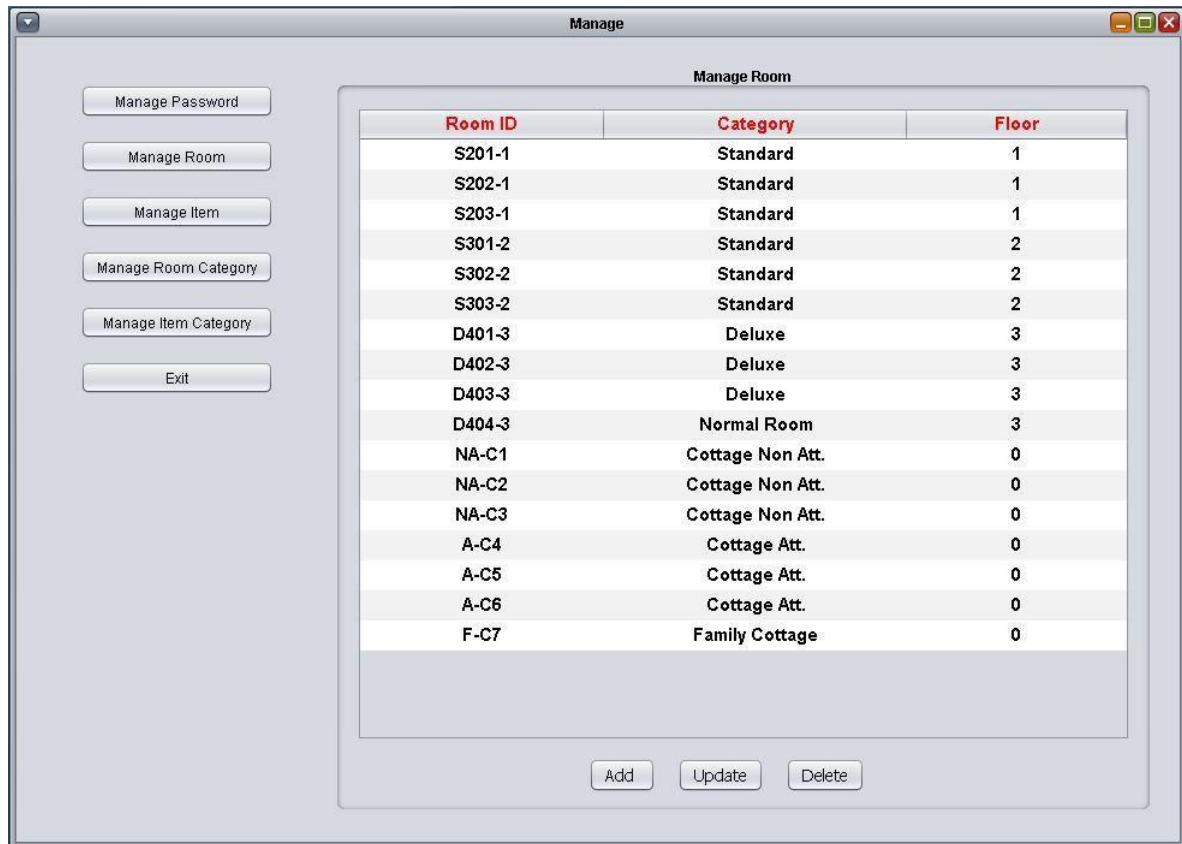 Manage
Manage Password
Manage Room
Manage Item
Manage Room Category
Manage Item Category
Exit
Manage Room
Room ID Category Floor
S201-1 Standard 1
S202-1 Standard 1
S203-1 Standard 1
S301-2 Standard 2
S302-2 Standard 2
S303-2 Standard 2
D401-3 Deluxe 3
D402-3 Deluxe 3
D403-3 Deluxe 3
D404-3 Normal Room 3
NA-C1 Cottage Non Att. 0
NA-C2 Cottage Non Att. 0
NA-C3 Cottage Non Att. 0
A-C4 Cottage Att. 0
A-C5 Cottage Att. 0
A-C6 Cottage Att. 0
F-C7 Family Cottage 0
Add Update Delete